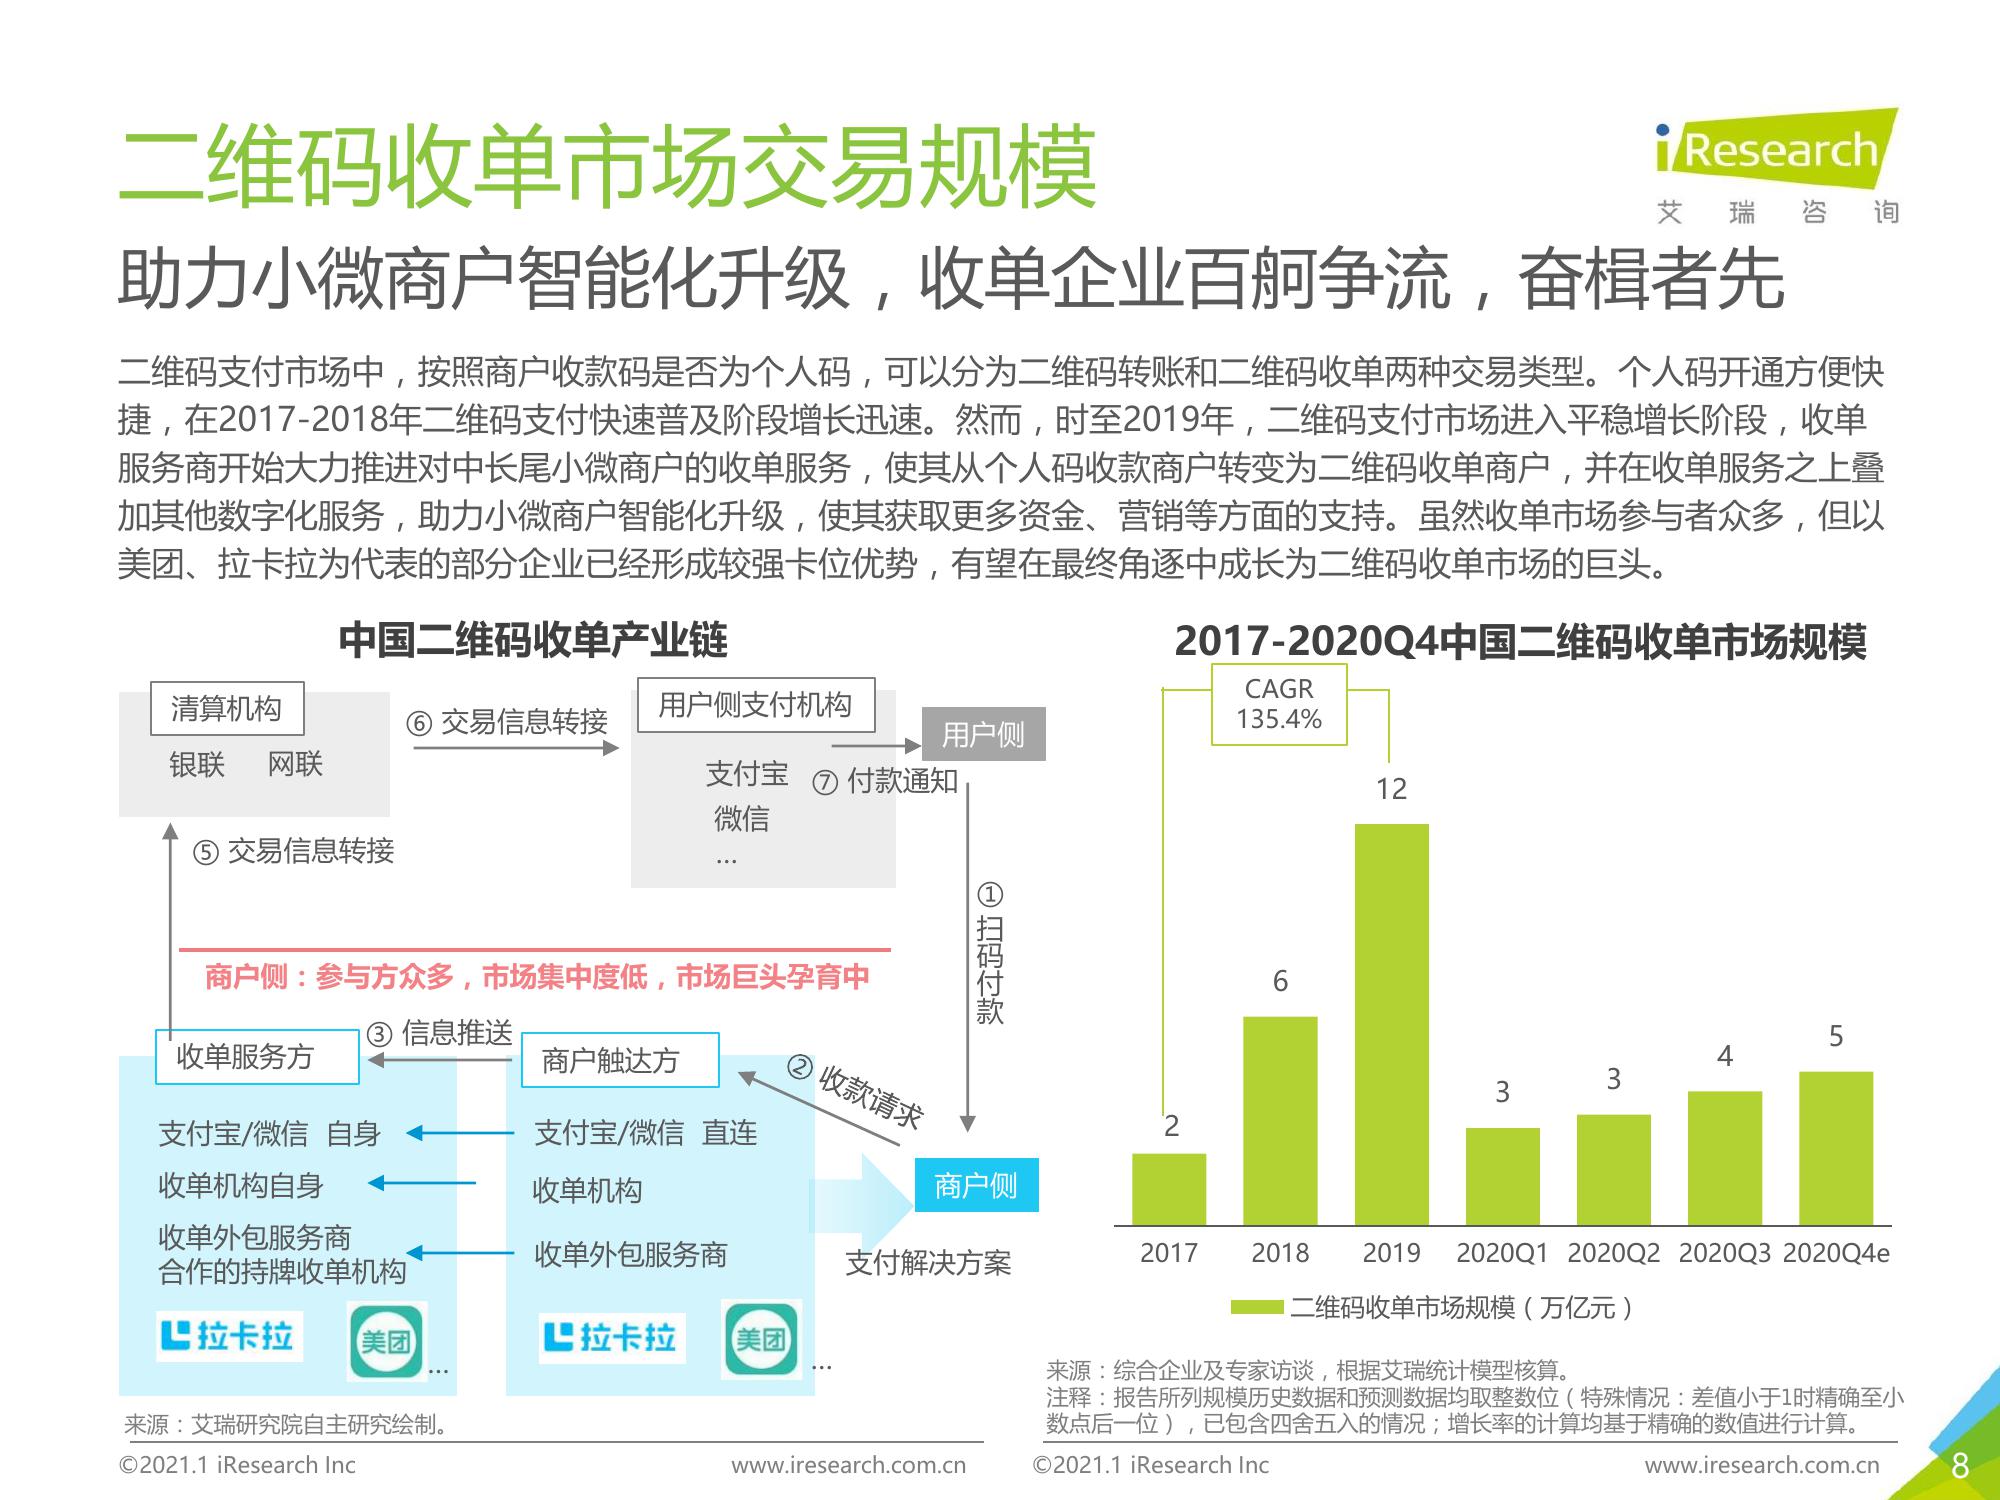 二维码收单市场交易规模
iResearch
艾 瑞 咨 询
助力小微商户智能化升级，收单企业百舸争流，奋楫者先
二维码支付市场中，按照商户收款码是否为个人码，可以分为二维码转账和二维码收单两种交易类型。个人码开通方便快
捷，在2017-2018年二维码支付快速普及阶段增长迅速。然而，时至2019年，二维码支付市场进入平稳增长阶段，收单
服务商开始大力推进对中长尾小微商户的收单服务，使其从个人码收款商户转变为二维码收单商户，并在收单服务之上叠
加其他数字化服务，助力小微商户智能化升级，使其获取更多资金、营销等方面的支持。虽然收单市场参与者众多，但以
美团、拉卡拉为代表的部分企业已经形成较强卡位优势，有望在最终角逐中成长为二维码收单市场的巨头。
中国二维码收单产业链
清算机构
银联 网联
⑥ 交易信息转接
用户侧支付机构
支付宝
微信
...
用户侧
⑦ 付款通知
⑤ 交易信息转接
①扫码付款
商户侧：参与方众多，市场集中度低，市场巨头孕育中
收单服务方
③ 信息推送
商户触达方
② 收款请求
支付宝/微信 自身
支付宝/微信 直连
收单机构自身
收单机构
商户侧
收单外包服务商
合作的持牌收单机构
收单外包服务商
支付解决方案
拉卡拉
美团
...
拉卡拉
美团
...
来源：艾瑞研究院自主研究绘制。
2017-2020Q4中国二维码收单市场规模
CAGR
135.4%
2
6
12
3
3
4
5
2017 2018 2019 2020Q1 2020Q2 2020Q3 2020Q4e
二维码收单市场规模（万亿元）
来源：综合企业及专家访谈，根据艾瑞统计模型核算。
注释：报告所列规模历史数据和预测数据均取整数位（特殊情况：差值小于1时精确至小
数点后一位），已包含四舍五入的情况；增长率的计算均基于精确的数值进行计算。
©2021.1 iResearch Inc
www.iresearch.com.cn
©2021.1 iResearch Inc
www.iresearch.com.cn
8